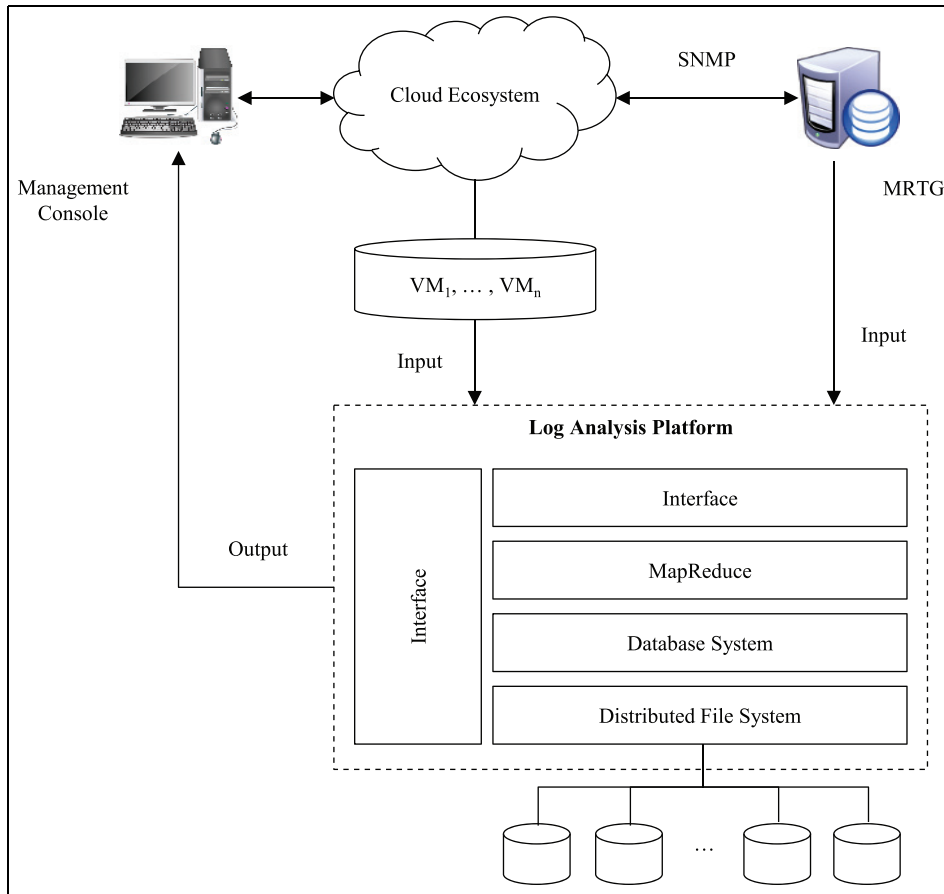 SNMP
Cloud Ecosystem
Management
Console
MRTG
VM1, … , VMn
Input
Input
Log Analysis Platform
Interface
Interface
MapReduce
Output
Database System
Distributed File System
…